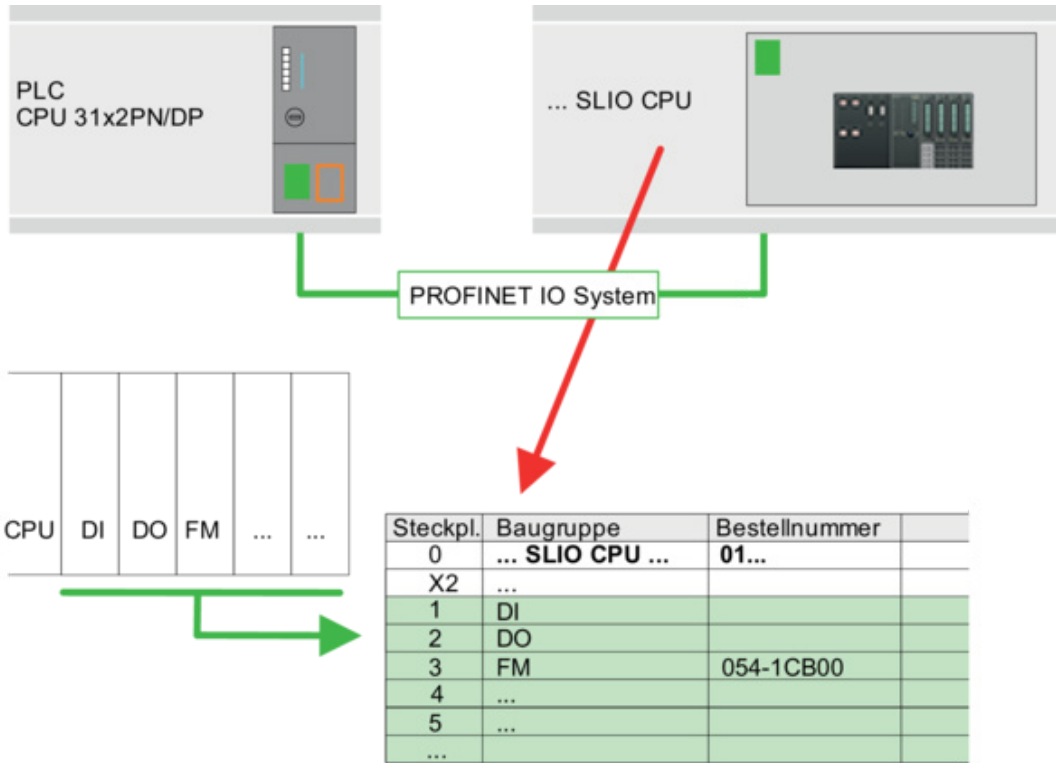 PLC
CPU 31x2PN/DP
... SLIO CPU
PROFINET IO System
CPU DI DO FM ... ...
Steckpl. Baugruppe Bestellnummer
0 ... SLIO CPU ... 01...
X2 ...
1 DI
2 DO
3 FM 054-1CB00
4 ...
5 ...
...